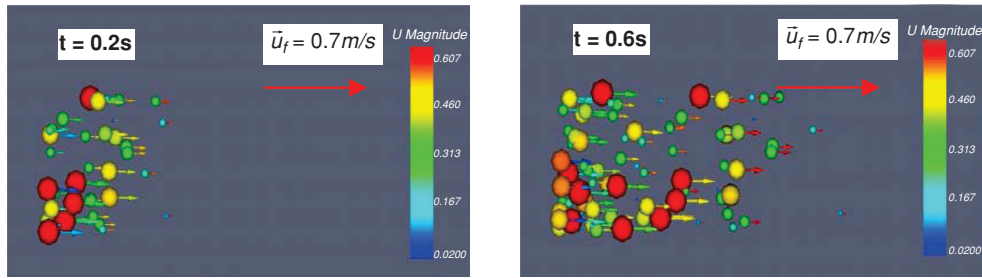 t = 0.2s
u⃗f = 0.7m/s
U Magnitude
0.607
0.460
0.313
0.167
0.0200
t = 0.6s
u⃗f = 0.7m/s
U Magnitude
0.607
0.460
0.313
0.167
0.0200